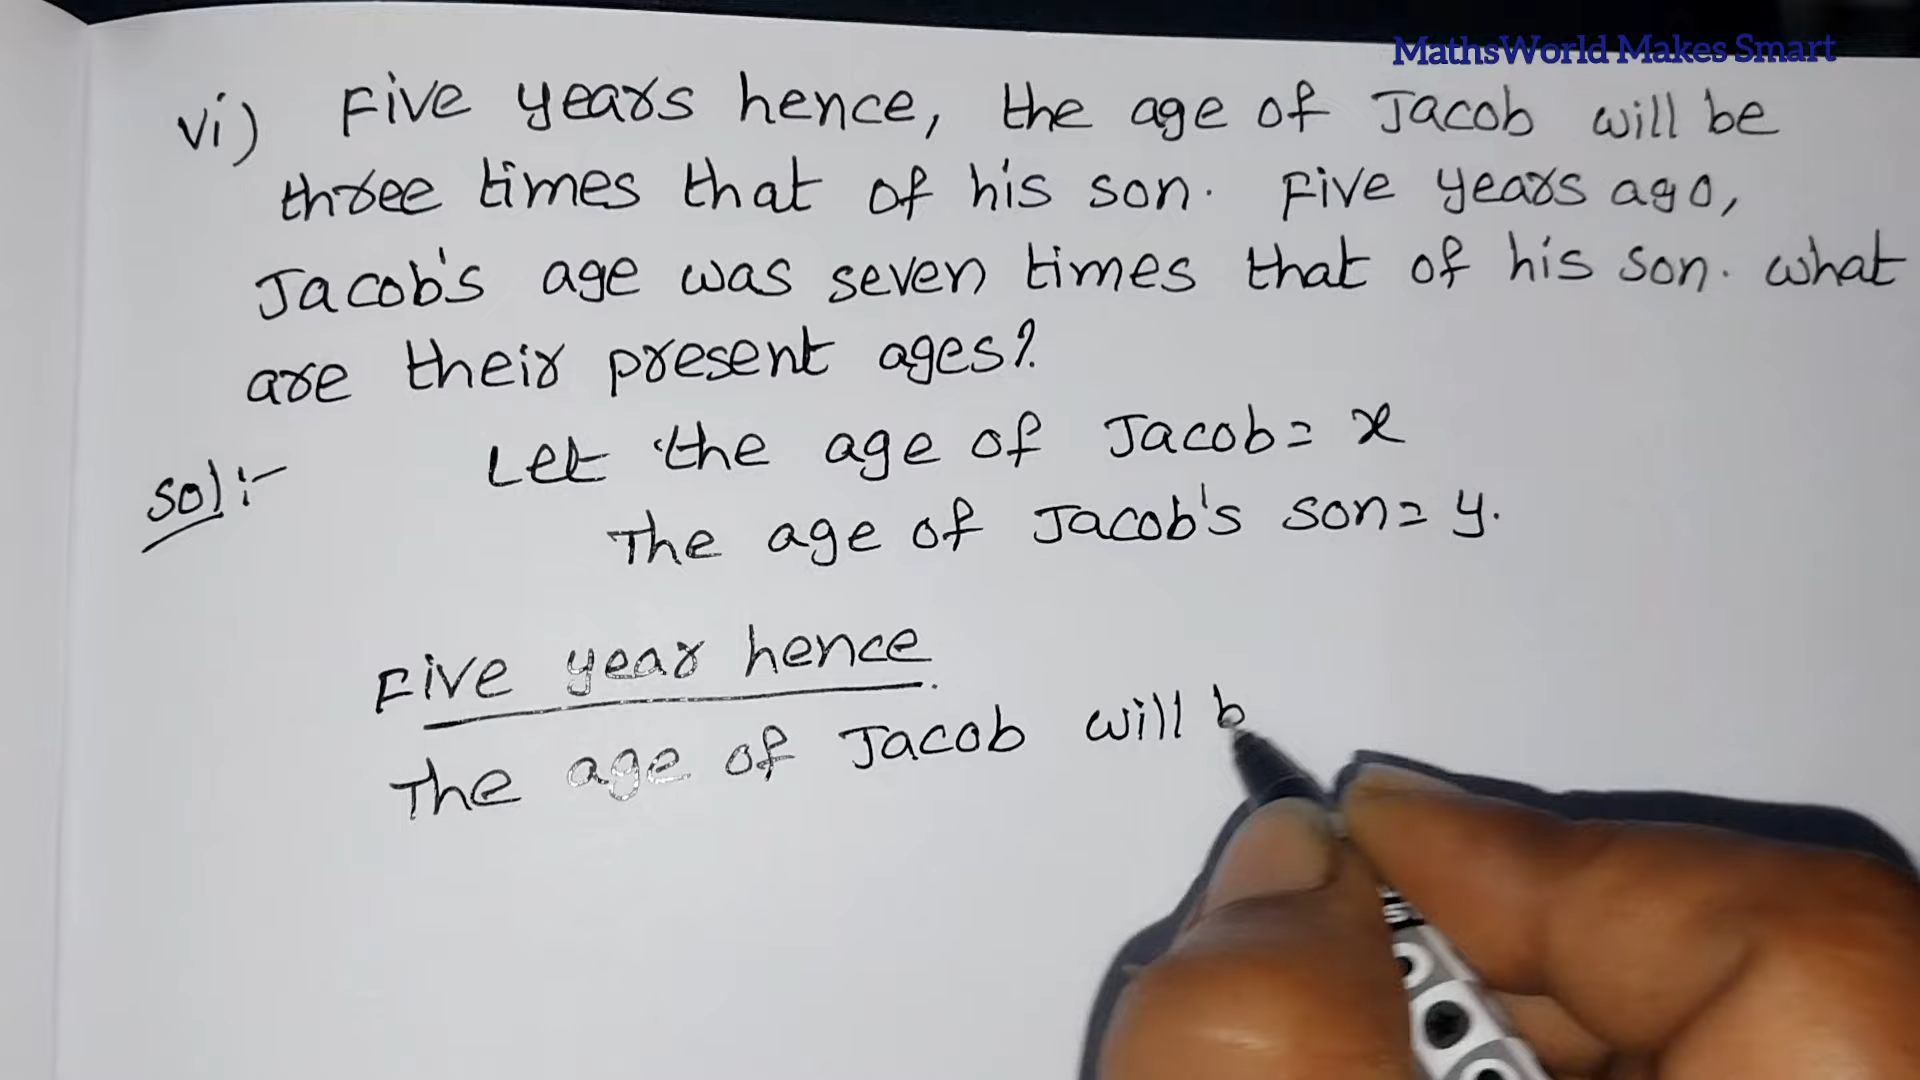 MathsWorld Makes Smart
vi) Five years hence, the age of Jacob will be
three times that of his son. Five years ago,
Jacob's age was seven times that of his son. what
are their present ages?
Sol:- Let the age of Jacob = x
The age of Jacob's son = y.
Five year hence.
The age of Jacob will b